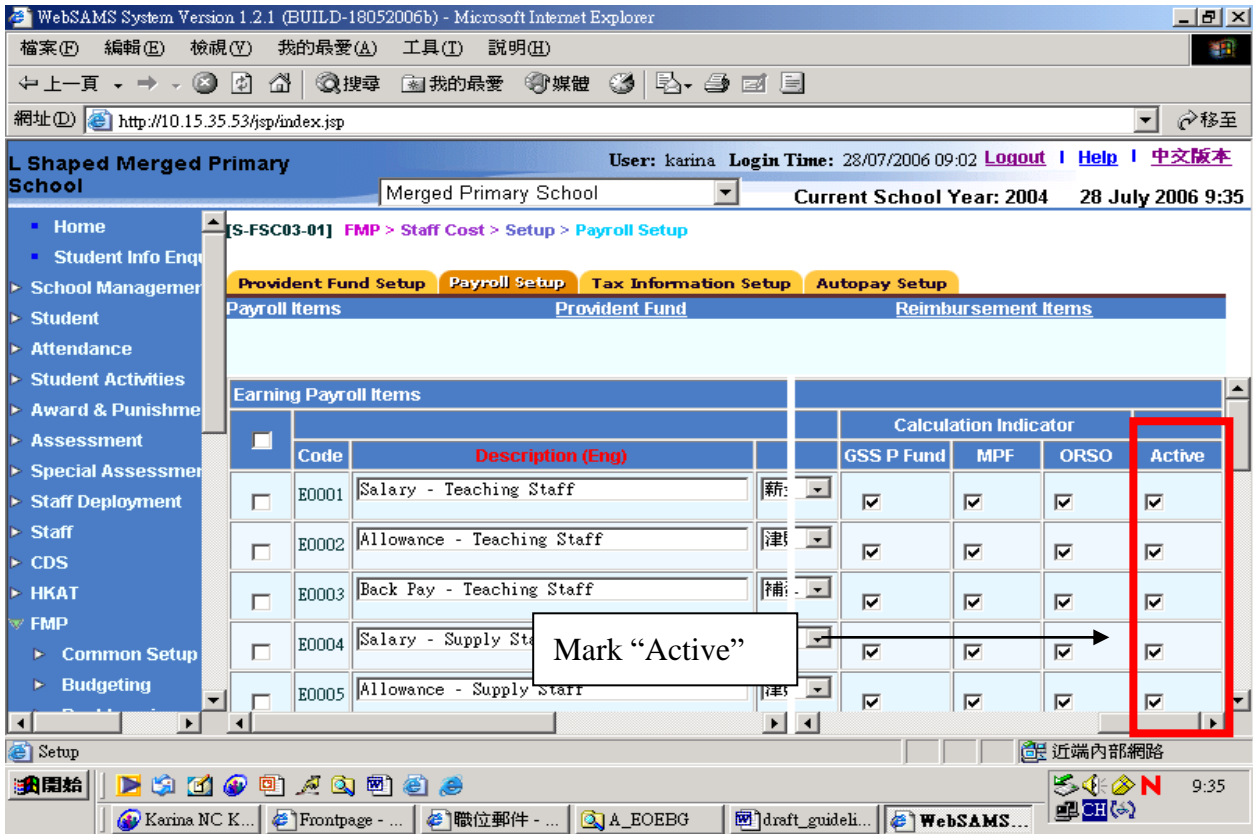 WebSAMS System Version 1.2.1 (BUILD-18052006b) - Microsoft Internet Explorer
檔案(F) 編輯(E) 檢視(V) 我的最愛(A) 工具(T) 說明(H)
上一頁 搜尋 我的最愛 媒體
網址(D) http://10.15.35.53/jsp/index.jsp 移至
L Shaped Merged Primary School
User: karina Login Time: 28/07/2006 09:02 Logout | Help | 中文版本
Merged Primary School Current School Year: 2004 28 July 2006 9:35
Home
Student Info Enqu
School Managemer
Student
Attendance
Student Activities
Award & Punishme
Assessment
Special Assessmer
Staff Deployment
Staff
CDS
HKAT
FMP
Common Setup
Budgeting
[S-FSC03-01] FMP > Staff Cost > Setup > Payroll Setup
Provident Fund Setup Payroll Setup Tax Information Setup Autopay Setup
Payroll Items Provident Fund Reimbursement Items
Earning Payroll Items
Calculation Indicator
Code Description (Eng) GSS P Fund MPF ORSO Active
E0001 Salary - Teaching Staff 薪
E0002 Allowance - Teaching Staff 津
E0003 Back Pay - Teaching Staff 補
E0004 Salary - Supply Sta
E0005 Allowance - Supply Staff 津
Mark “Active”
Setup 近端內部網路
開始 9:35
CH
Karina NC K... Frontpage - ... 職位郵件 - ... A_EOEBG draft_guideli... WebSAMS...